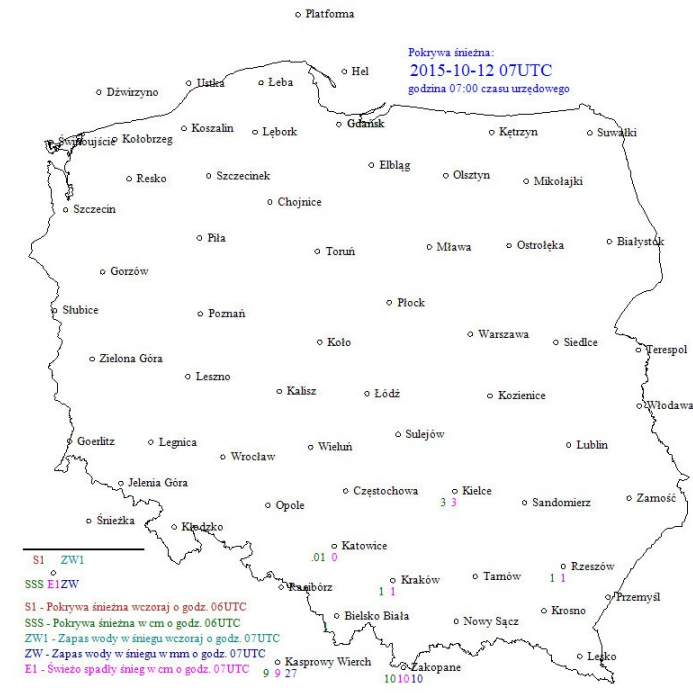 Platforma
Pokrywa śnieżna:
2015-10-12 07UTC
godzina 07:00 czasu urzędowego
Hel
Ustka
Łeba
Dźwirzyno
Gdańsk
Koszalin
Lębork
Kętrzyn
Suwałki
Świnoujście
Kołobrzeg
Elbląg
Resko
Szczecinek
Olsztyn
Mikołajki
Chojnice
Szczecin
Piła
Toruń
Mława
Ostrołęka
Białystok
Gorzów
Płock
Słubice
Poznań
Koło
Warszawa
Siedlce
Terespol
Zielona Góra
Leszno
Kalisz
Łódź
Kozienice
Włodawa
Goerlitz
Legnica
Wrocław
Wieluń
Sulejów
Lublin
Jelenia Góra
Częstochowa
Kielce
3 3
Opole
Sandomierz
Zamość
Śnieżka
Kłodzko
Katowice
.01 0
S1 ZW1
SSS E1ZW
Racibórz
Kraków
1 1
Tarnów
Rzeszów
1 1
Przemyśl
S1 - Pokrywa śnieżna wczoraj o godz. 06UTC
SSS - Pokrywa śnieżna w cm o godz. 06UTC
ZW1 - Zapas wody w śniegu wczoraj o godz. 07UTC
ZW - Zapas wody w śniegu w mm o godz. 07UTC
E1 - Świeżo spadły śnieg w cm o godz. 07UTC
Bielsko Biała
Nowy Sącz
Krosno
Lesko
Kasprowy Wierch
9 9 27
Zakopane
10 10 10